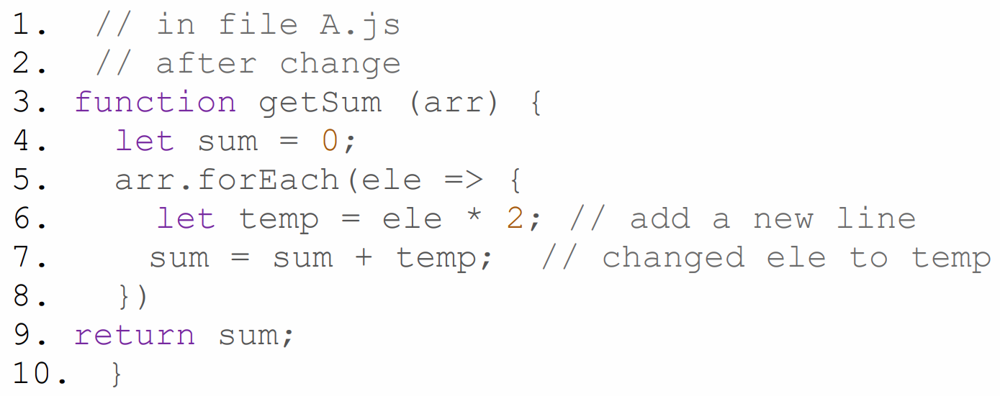 1. // in file A.js
2. // after change
3. function getSum (arr) {
4. let sum = 0;
5. arr.forEach(ele => {
6. let temp = ele * 2; // add a new line
7. sum = sum + temp; // changed ele to temp
8. })
9. return sum;
10. }